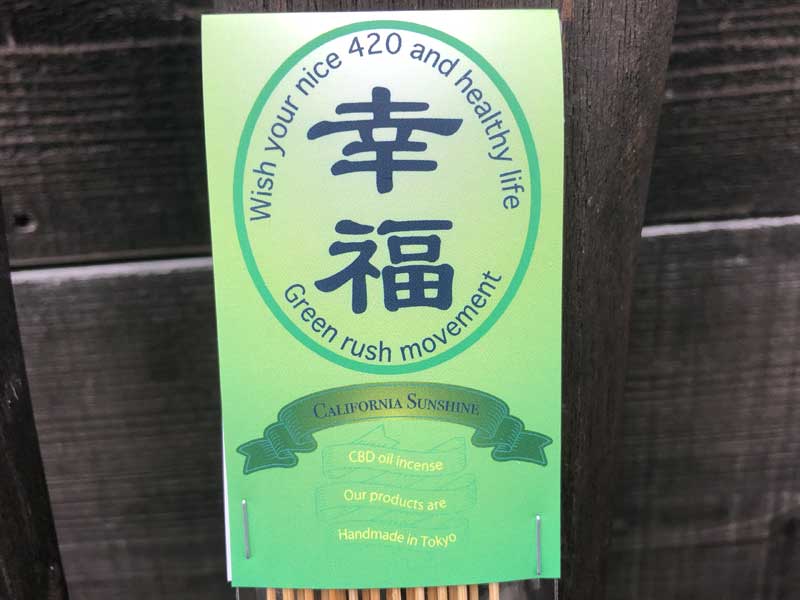 Wish your nice 420 and healthy life
幸
福
Green rush movement
CALIFORNIA SUNSHINE
CBD oil incense
Our products are
Handmade in Tokyo